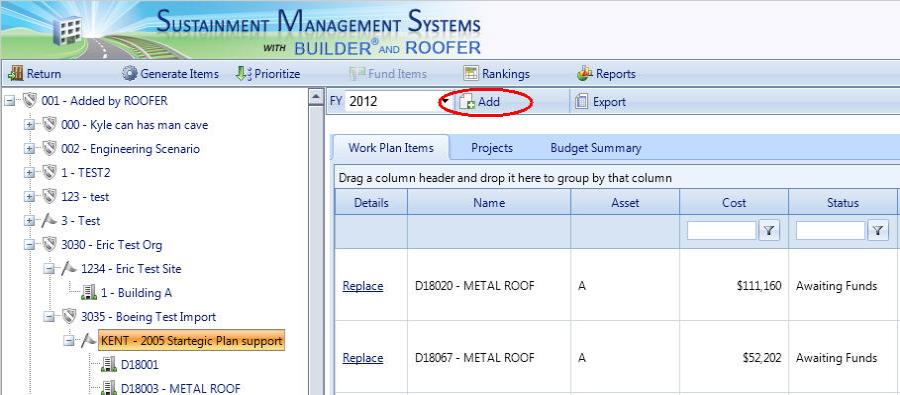 SUSTAINMENT MANAGEMENT SYSTEMS
WITH BUILDER® AND ROOFER
Return Generate Items Prioritize Fund Items Rankings Reports
001 - Added by ROOFER
000 - Kyle can has man cave
002 - Engineering Scenario
1 - TEST2
123 - test
3 - Test
3030 - Eric Test Org
1234 - Eric Test Site
1 - Building A
3035 - Boeing Test Import
KENT - 2005 Startegic Plan support
D18001
D18003 - METAL ROOF
FY 2012 Add Export
Work Plan Items Projects Budget Summary
Drag a column header and drop it here to group by that column
Details Name Asset Cost Status
Replace D18020 - METAL ROOF A $111,160 Awaiting Funds
Replace D18067 - METAL ROOF A $52,202 Awaiting Funds